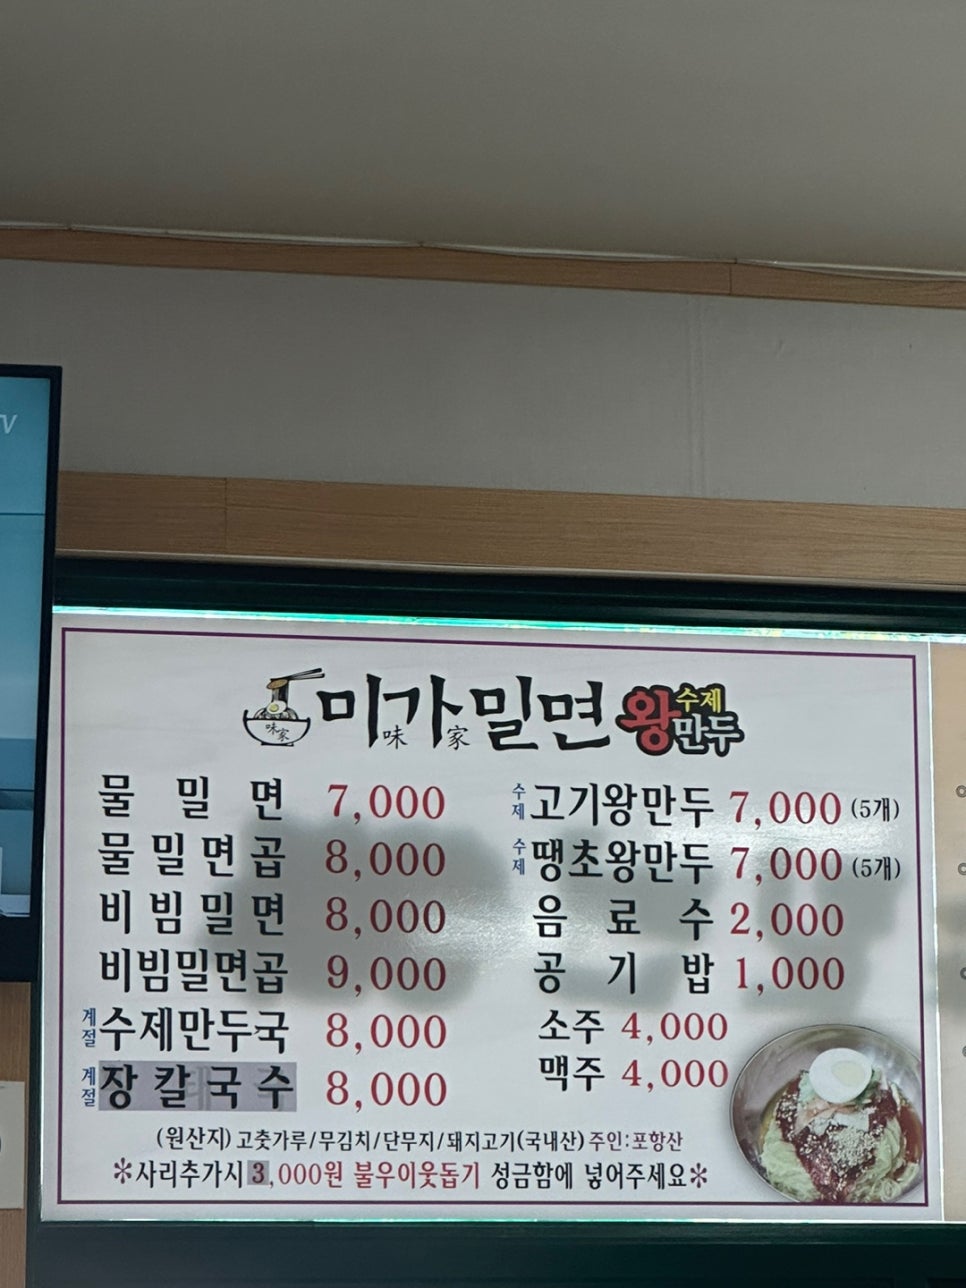 TV
味家
미가밀면 왕 수제 만두
味 家
물 밀 면 7,000
물 밀 면 곱 8,000
비 빔 밀 면 8,000
비빔밀면곱 9,000
계절 수제만두국 8,000
계절 장 칼 국 수 8,000
수제 고기왕만두 7,000 (5개)
수제 땡초왕만두 7,000 (5개)
음 료 수 2,000
공 기 밥 1,000
소주 4,000
맥주 4,000
(원산지) 고춧가루/무김치/단무지/돼지고기(국내산) 주인:포항산
*사리추가시 3,000원 불우이웃돕기 성금함에 넣어주세요*